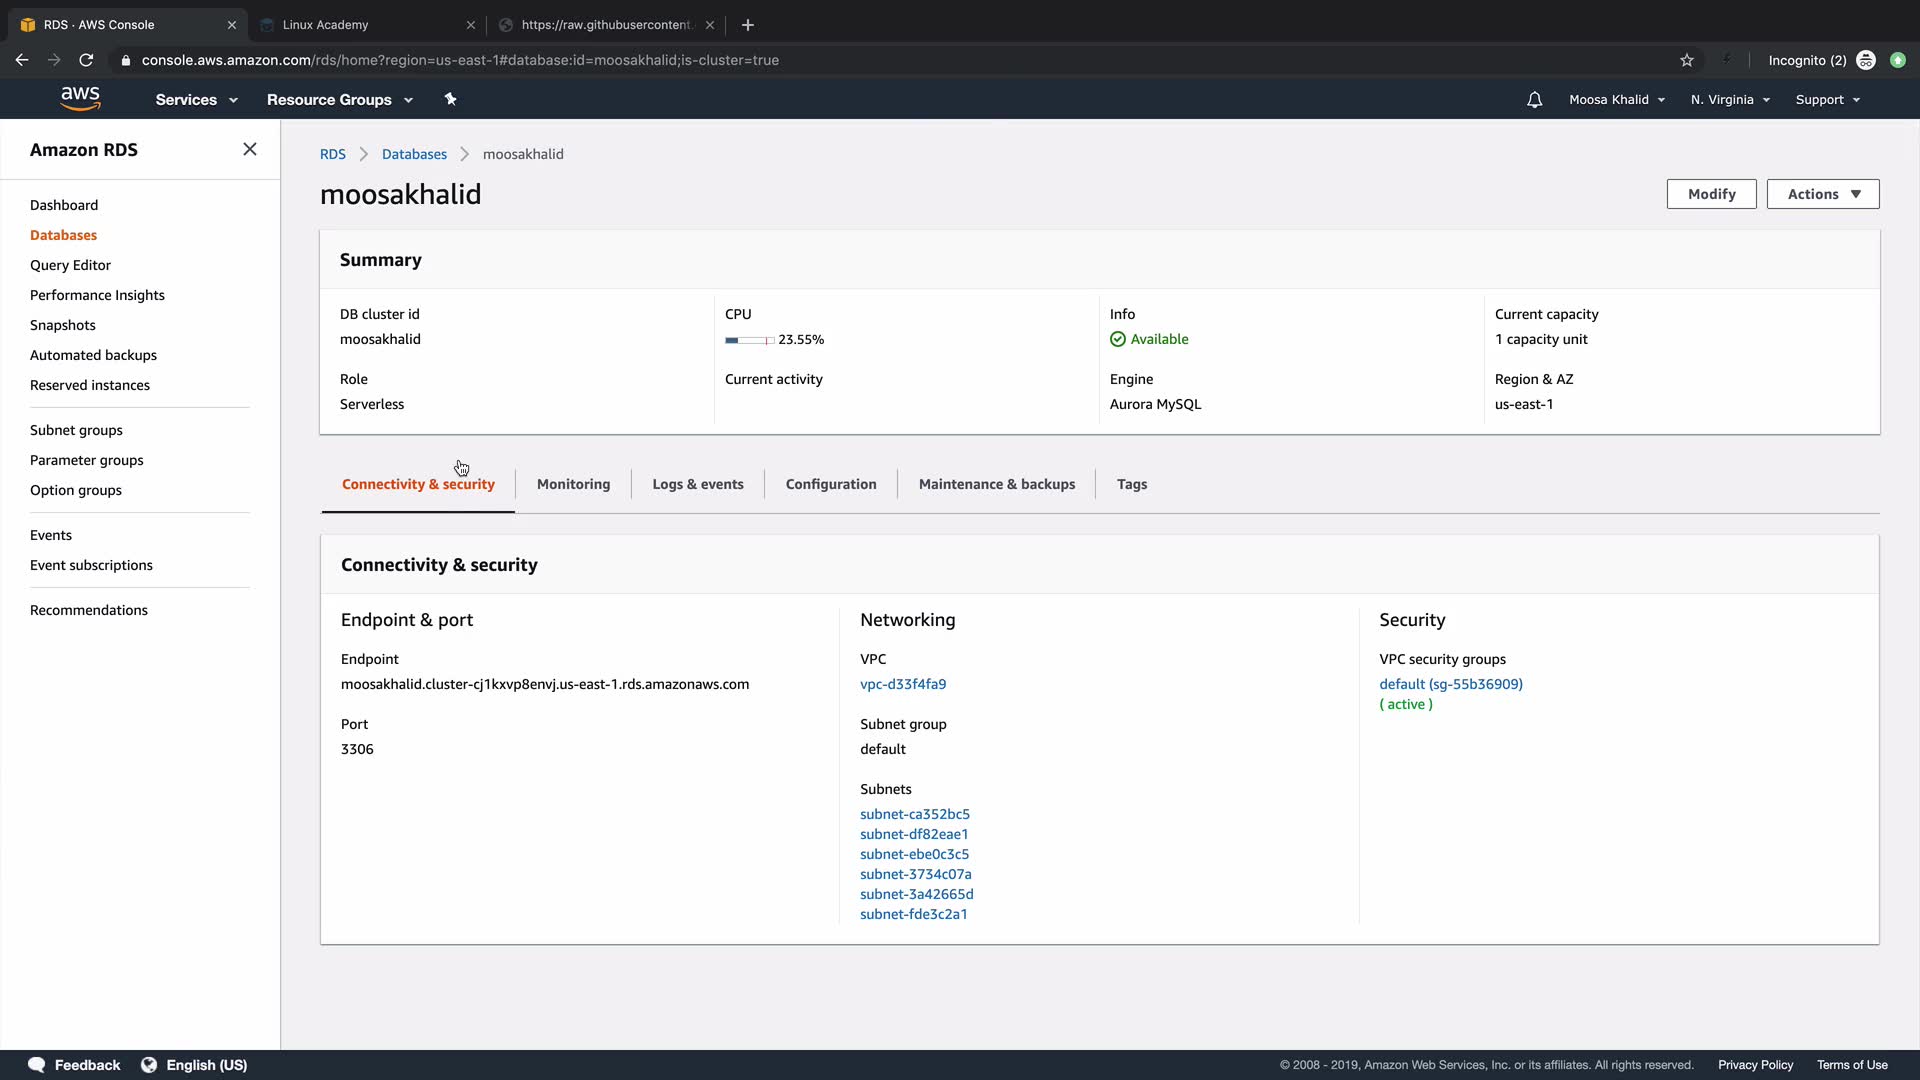 RDS · AWS Console
Linux Academy
https://raw.githubusercontent.
console.aws.amazon.com/rds/home?region=us-east-1#database:id=moosakhalid;is-cluster=true
Incognito (2)
aws
Services
Resource Groups
Moosa Khalid
N. Virginia
Support
Amazon RDS
Dashboard
Databases
Query Editor
Performance Insights
Snapshots
Automated backups
Reserved instances
Subnet groups
Parameter groups
Option groups
Events
Event subscriptions
Recommendations
RDS
Databases
moosakhalid
moosakhalid
Modify
Actions
Summary
DB cluster id
moosakhalid
CPU
23.55%
Info
Available
Current capacity
1 capacity unit
Role
Serverless
Current activity
Engine
Aurora MySQL
Region & AZ
us-east-1
Connectivity & security
Monitoring
Logs & events
Configuration
Maintenance & backups
Tags
Connectivity & security
Endpoint & port
Endpoint
moosakhalid.cluster-cj1kxvp8envj.us-east-1.rds.amazonaws.com
Port
3306
Networking
VPC
vpc-d33f4fa9
Subnet group
default
Subnets
subnet-ca352bc5
subnet-df82eae1
subnet-ebe0c3c5
subnet-3734c07a
subnet-3a42665d
subnet-fde3c2a1
Security
VPC security groups
default (sg-55b36909)
( active )
Feedback
English (US)
© 2008 - 2019, Amazon Web Services, Inc. or its affiliates. All rights reserved.
Privacy Policy
Terms of Use